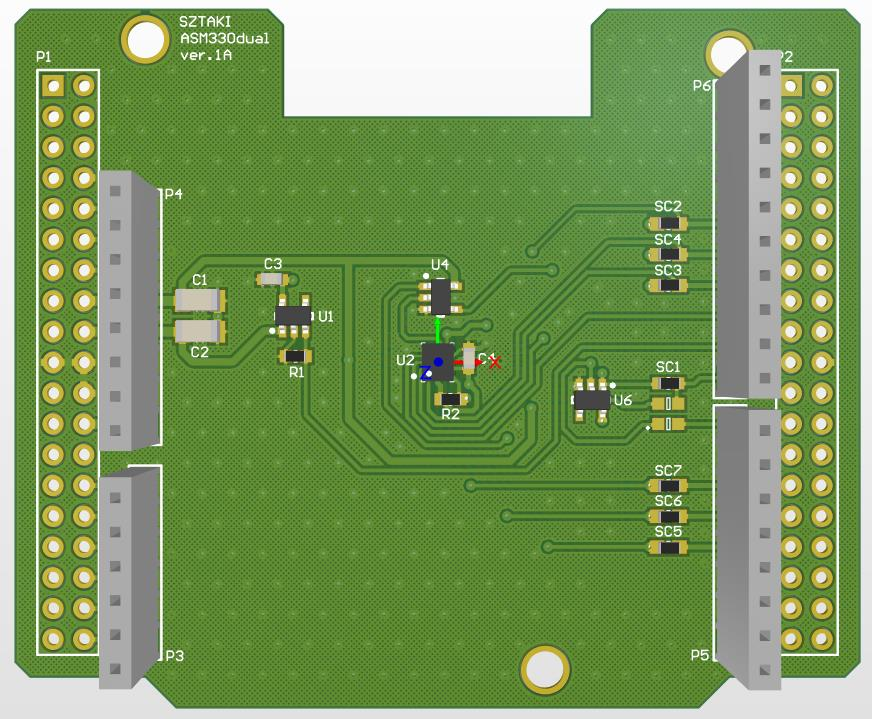 SZTAKI
ASM330dual
ver.1A
P1
P2
P6
P4
SC2
SC4
C3
U4
SC3
C1
U1
C2
U2
X
SC1
R1
Z
U6
R2
SC7
SC6
SC5
P3
P5